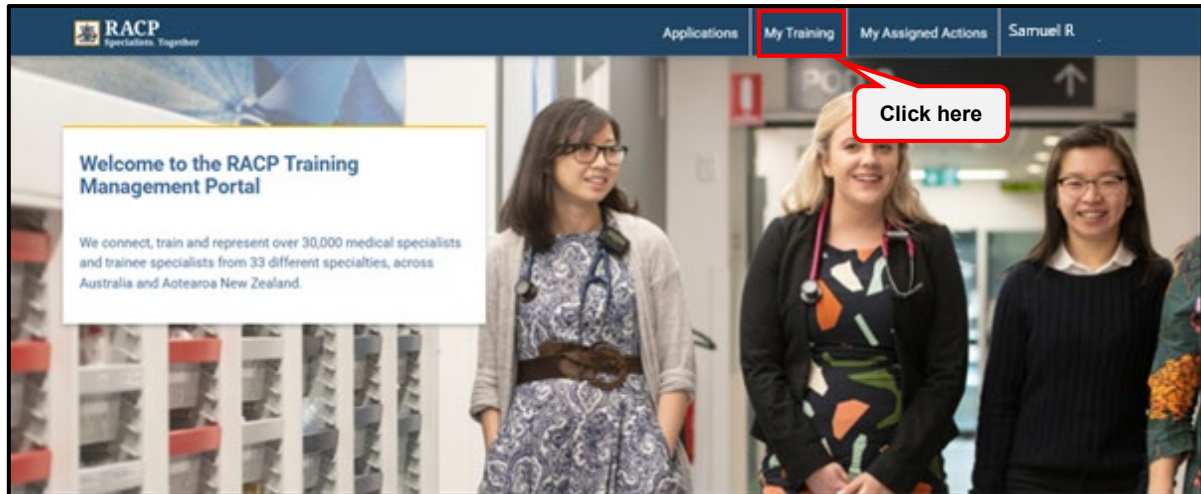 RACP
Specialists. Together
Applications
My Training
My Assigned Actions
Samuel R
Click here
Welcome to the RACP Training
Management Portal
We connect, train and represent over 30,000 medical specialists
and trainee specialists from 33 different specialties, across
Australia and Aotearoa New Zealand.